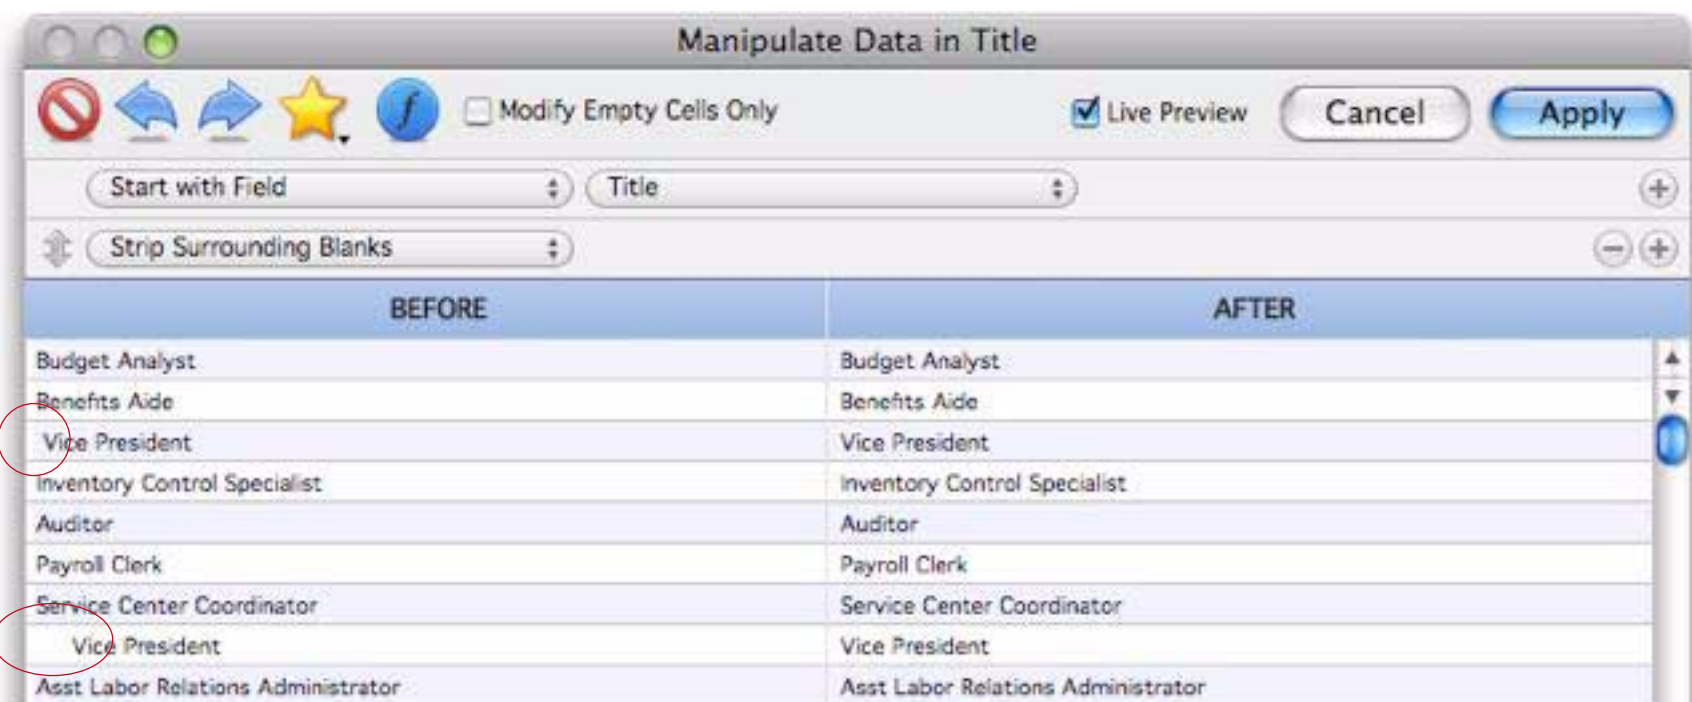 Manipulate Data in Title
f Modify Empty Cells Only Live Preview Cancel Apply
Start with Field Title
Strip Surrounding Blanks
BEFORE AFTER
Budget Analyst Budget Analyst
Benefits Aide Benefits Aide
Vice President Vice President
Inventory Control Specialist Inventory Control Specialist
Auditor Auditor
Payroll Clerk Payroll Clerk
Service Center Coordinator Service Center Coordinator
Vice President Vice President
Asst Labor Relations Administrator Asst Labor Relations Administrator